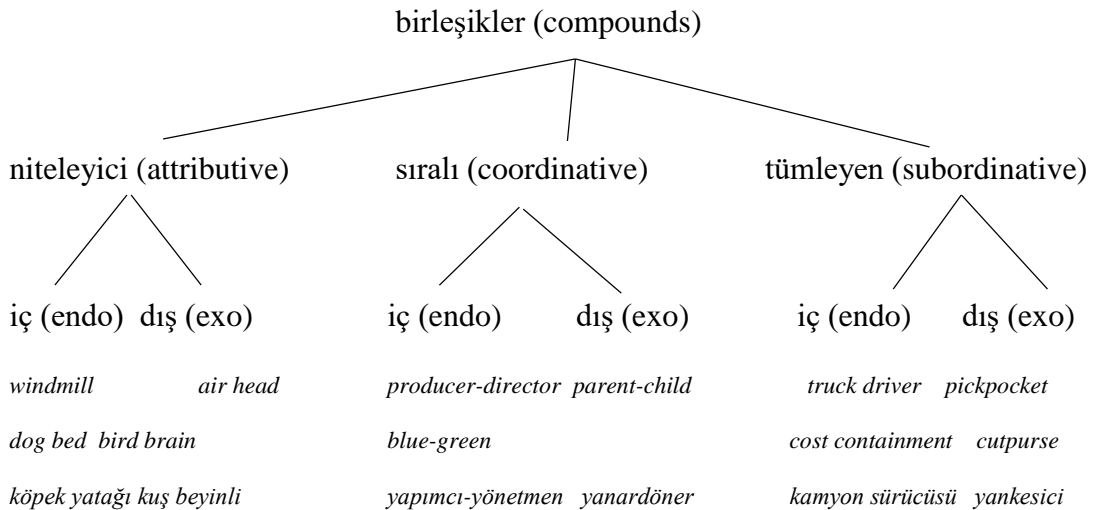 birleşikler (compounds)
niteleyici (attributive) sıralı (coordinative) tümleyen (subordinative)
iç (endo) dış (exo) iç (endo) dış (exo) iç (endo) dış (exo)
windmill air head producer-director parent-child truck driver pickpocket
dog bed bird brain blue-green cost containment cutpurse
köpek yatağı kuş beyinli yapımcı-yönetmen yanardöner kamyon sürücüsü yankesici